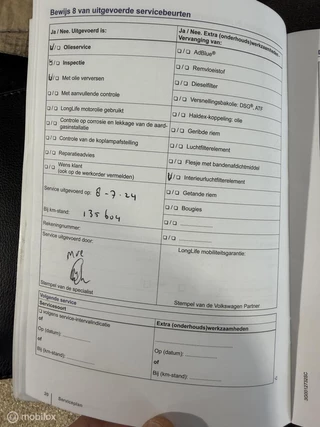 Bewijs 8 van uitgevoerde servicebeurten
Ja / Nee. Uitgevoerd is:
Ja / Nee. Extra (onderhouds)werkzaamheden
Vervanging van:
❑ / ❑ Olieservice
❑ / ❑ AdBlue®
❑ / ❑ Inspectie
❑ / ❑ Remvloeistof
❑ / ❑ Met olie verversen
❑ / ❑ Dieselfilter
❑ / ❑ Met aanvullende controle
❑ / ❑ Versnellingsbakolie: DSG®, ATF
❑ / ❑ LongLife motorolie gebruikt
❑ / ❑ Haldex-koppeling: olie
❑ / ❑ Controle op corrosie en lekkage van de aard-
gasinstallatie
❑ / ❑ Geribde riem
❑ / ❑ Controle van de koplampafstelling
❑ / ❑ Luchtfilterelement
❑ / ❑ Reparatieadvies
❑ / ❑ Flesje met bandenafdichtmiddel
❑ / ❑ Wens klant
(ook op de werkorder vermelden)
❑ / ❑ Interieurluchtfilterelement
Service uitgevoerd op: 8-7-24
❑ / ❑ Getande riem
Bij km-stand: 135604
❑ / ❑ Bougies
Rekeningnummer:
❑ / ❑
Service uitgevoerd door:
❑ / ❑
LongLife mobiliteitsgarantie:
Stempel van de specialist
Stempel van de Volkswagen Partner
Volgende service
Servicesoort
Extra (onderhouds)werkzaamheden
❑ volgens service-intervalindicatie
of
Op (datum):
Op (datum):
of
of
Bij (km-stand):
Bij (km-stand):
Serviceplan
mobilox